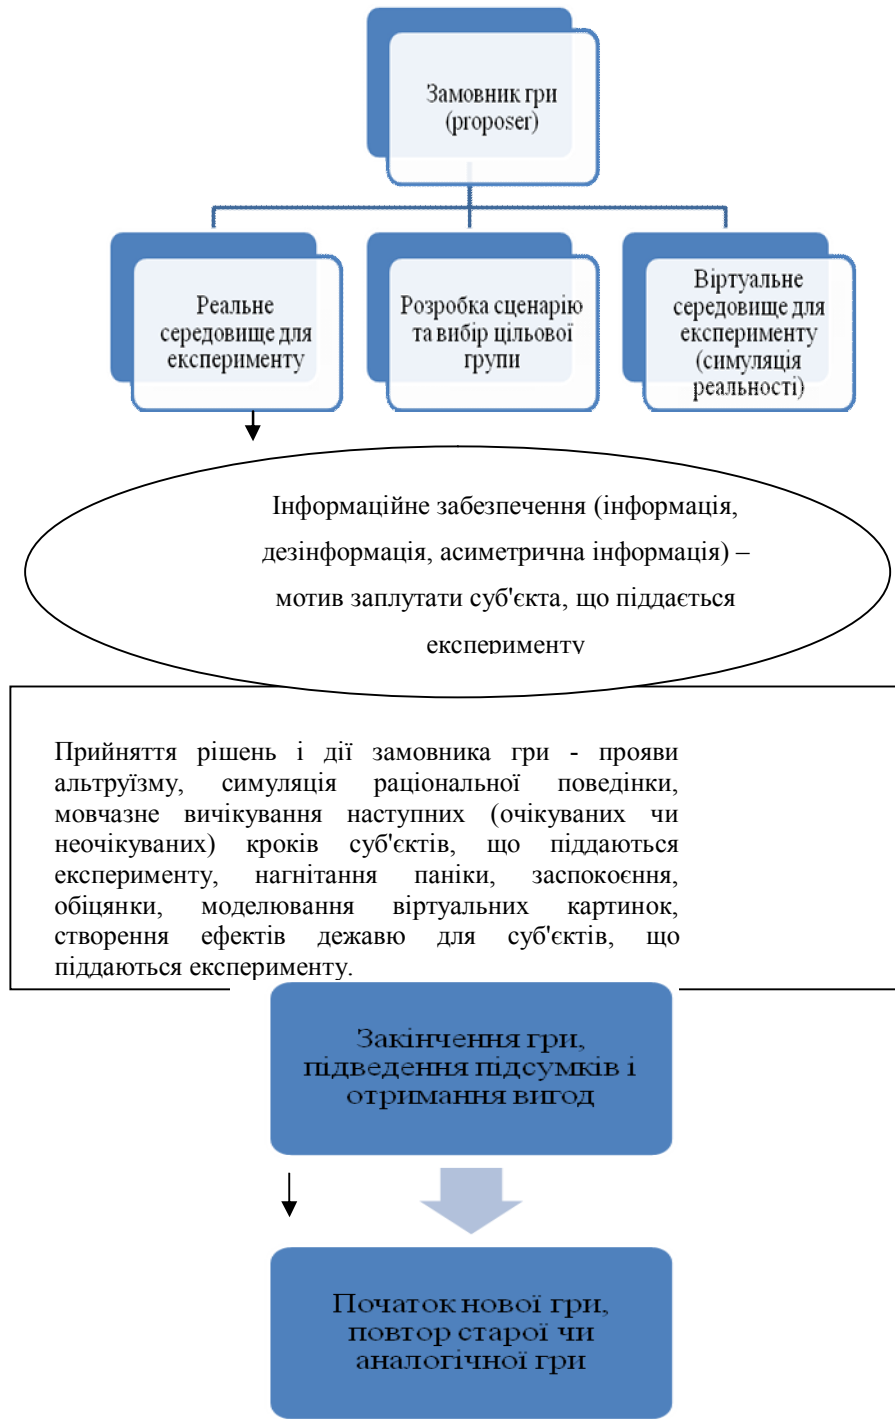 Замовник гри
(proposer)
Реальне
середовище для
експерименту
Розробка сценарію
та вибір цільової
групи
Віртуальне
середовище для
експерименту
(симуляція
реальності)
Інформаційне забезпечення (інформація,
дезінформація, асиметрична інформація) –
мотив заплутати суб'єкта, що піддається
експерименту
Прийняття рішень і дії замовника гри - прояви
альтруїзму, симуляція раціональної поведінки,
мовчазне вичікування наступних (очікуваних чи
неочікуваних) кроків суб'єктів, що піддаються
експерименту, нагнітання паніки, заспокоєння,
обіцянки, моделювання віртуальних картинок,
створення ефектів дежавю для суб'єктів, що
піддаються експерименту.
Закінчення гри,
підведення підсумків і
отримання вигод
Початок нової гри,
повтор старої чи
аналогічної гри